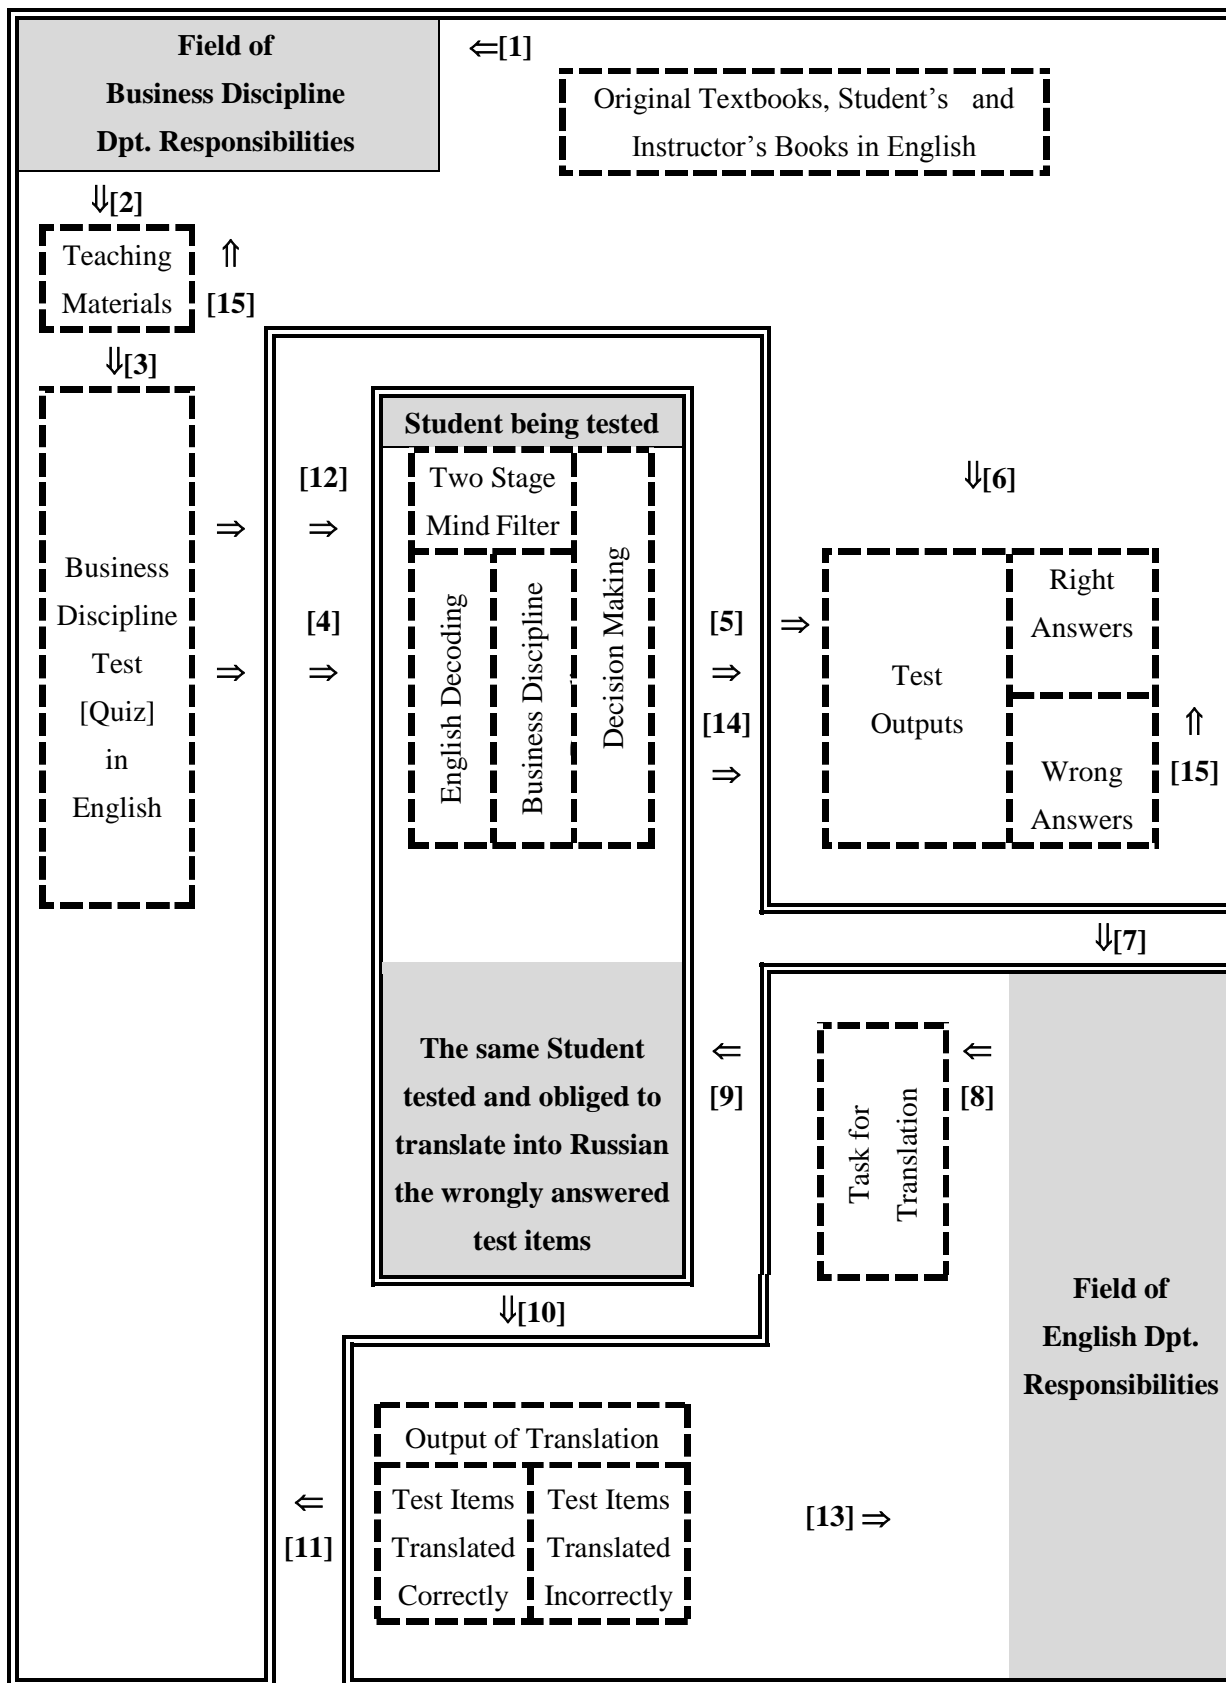 Field of
Business Discipline
Dpt. Responsibilities
⇐[1]
Original Textbooks, Student’s and
Instructor’s Books in English
⇓[2]
Teaching
Materials
⇑
[15]
⇓[3]
Business
Discipline
Test
[Quiz]
in
English
⇒
⇒
[12]
⇒
[4]
⇒
Student being tested
Two Stage
Mind Filter
English Decoding
Business Discipline
Decision Making
[5] ⇒
⇒
[14]
⇒
⇓[6]
Test
Outputs
Right
Answers
Wrong
Answers
⇑
[15]
⇓[7]
The same Student
tested and obliged to
translate into Russian
the wrongly answered
test items
⇐
[9]
Task for
Translation
⇐
[8]
Field of
English Dpt.
Responsibilities
⇓[10]
Output of Translation
Test Items
Translated
Correctly
Test Items
Translated
Incorrectly
⇐
[11]
[13] ⇒